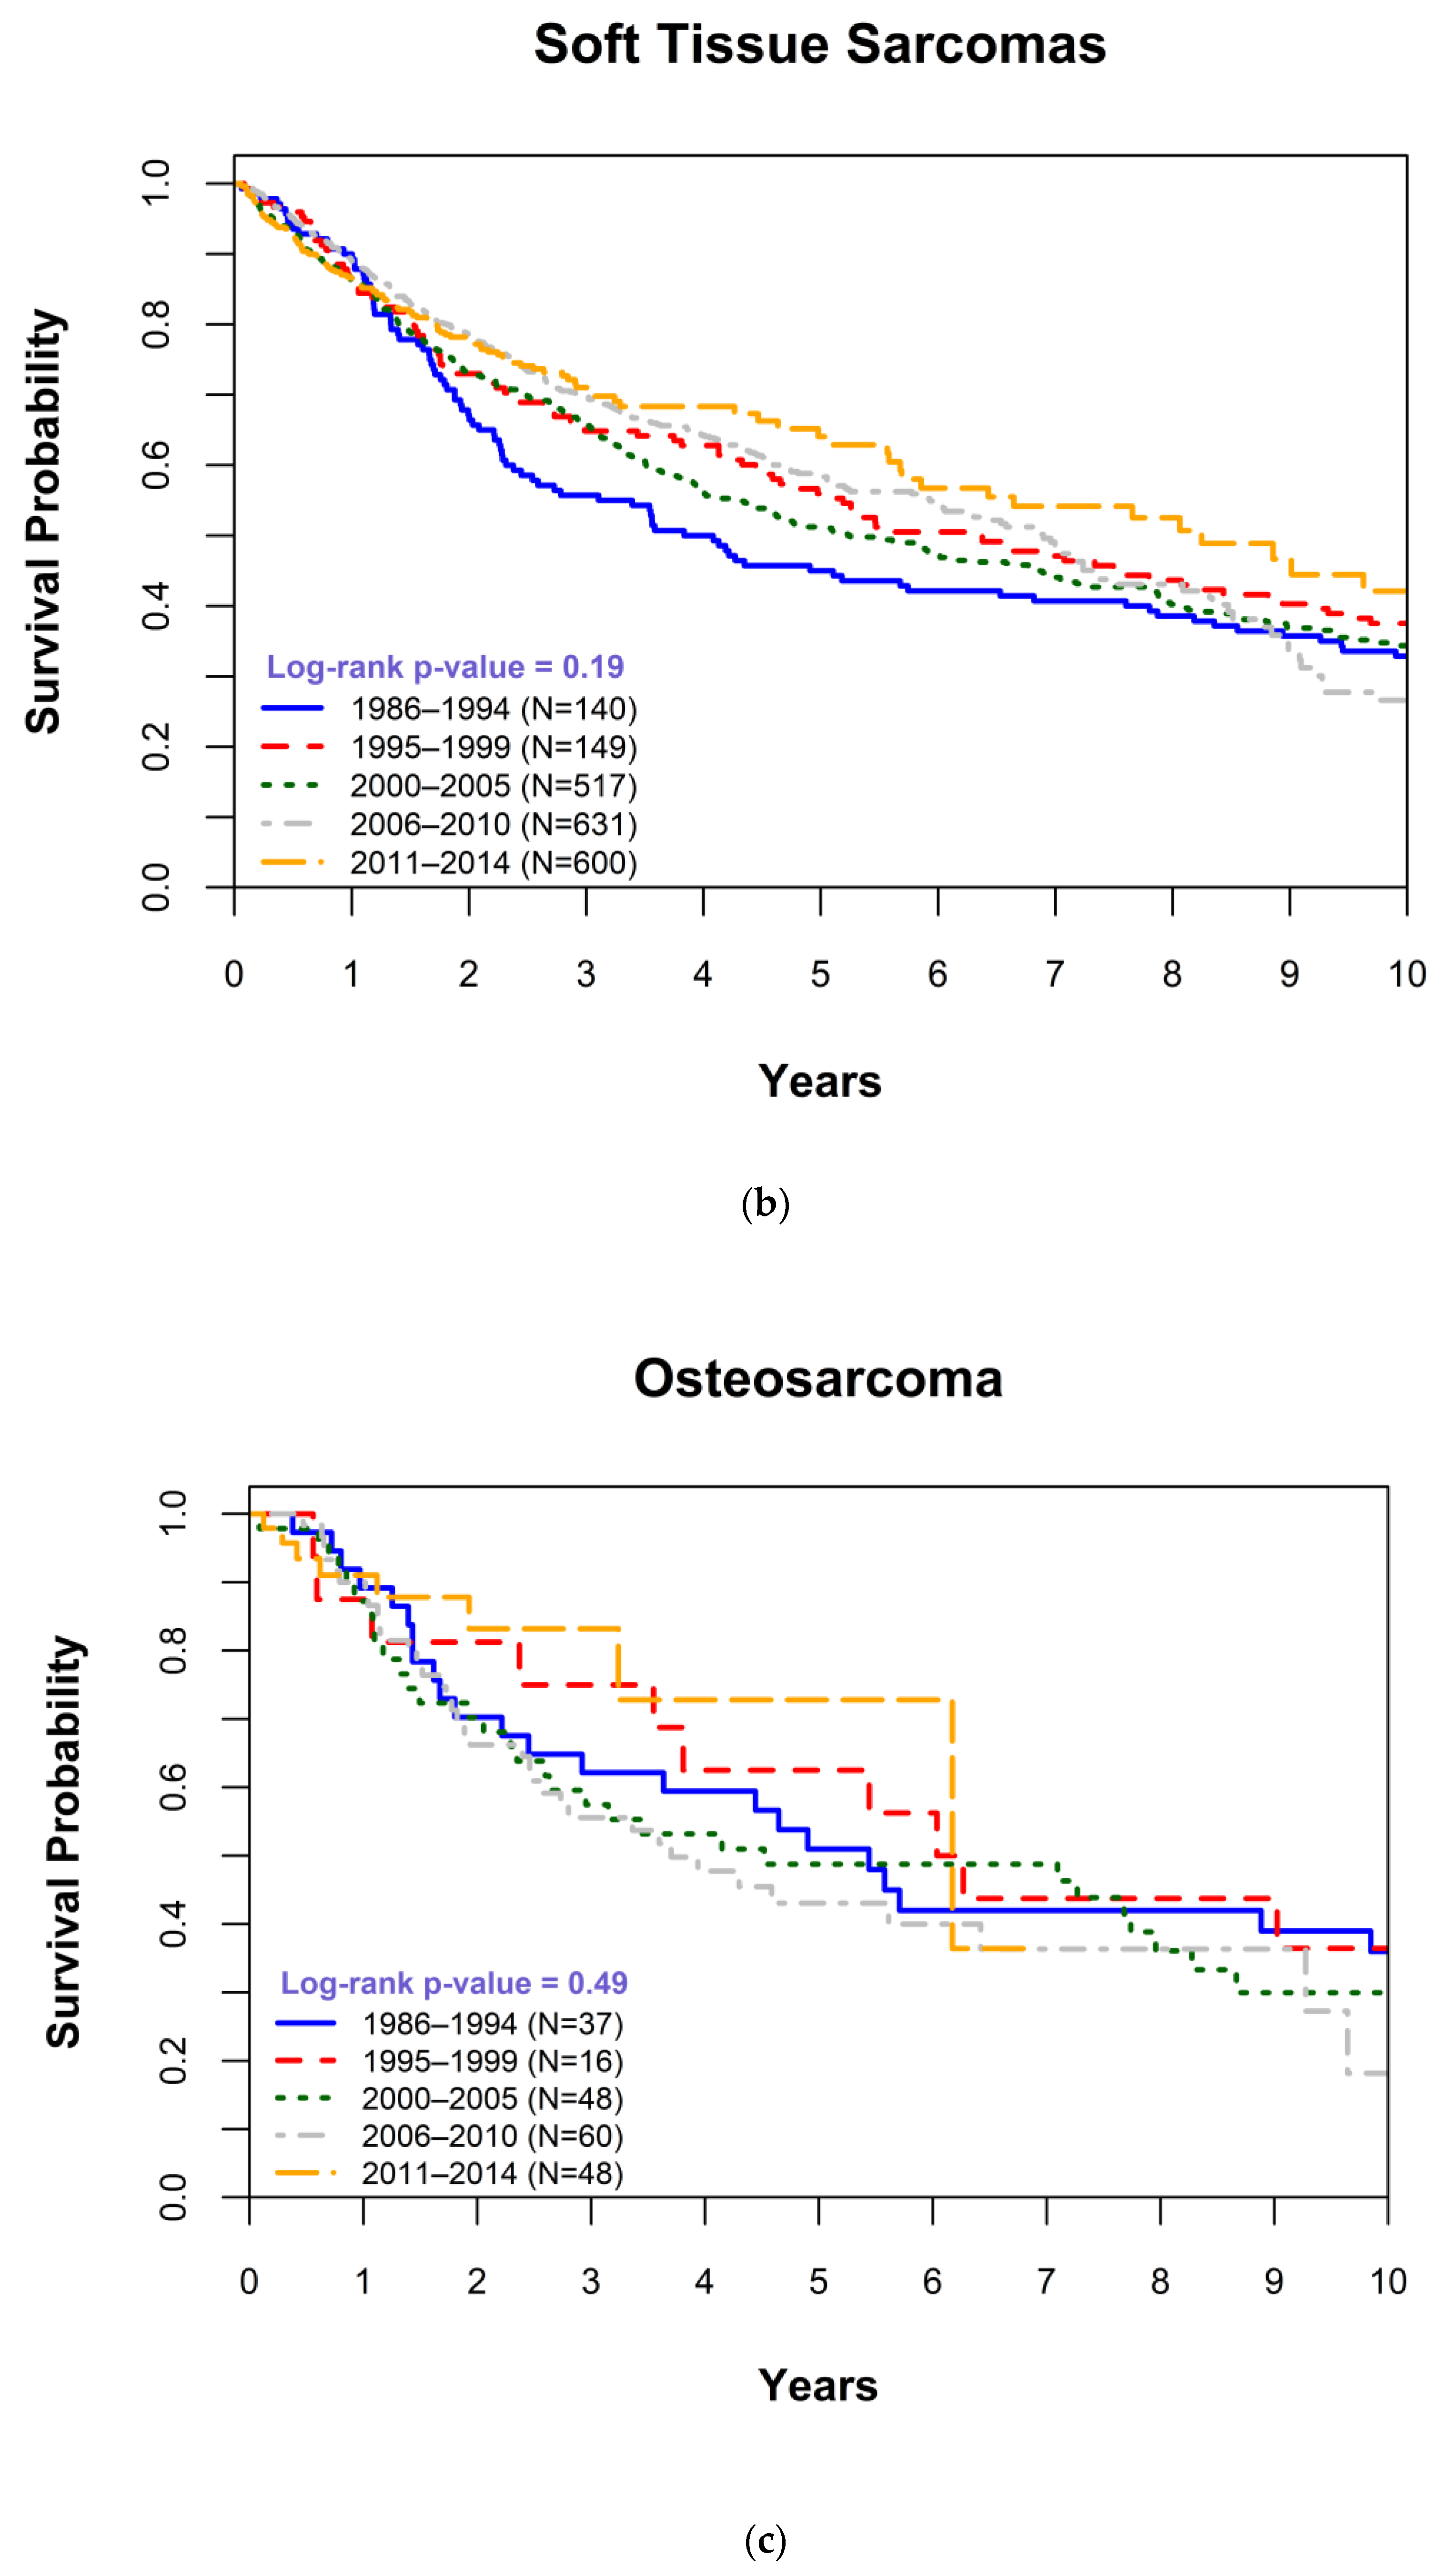 Soft Tissue Sarcomas
Survival Probability
1.0
0.8
0.6
0.4
0.2
0.0
Log-rank p-value = 0.19
1986–1994 (N=140)
1995–1999 (N=149)
2000–2005 (N=517)
2006–2010 (N=631)
2011–2014 (N=600)
0 1 2 3 4 5 6 7 8 9 10
Years
(b)
Osteosarcoma
Survival Probability
1.0
0.8
0.6
0.4
0.2
0.0
Log-rank p-value = 0.49
1986–1994 (N=37)
1995–1999 (N=16)
2000–2005 (N=48)
2006–2010 (N=60)
2011–2014 (N=48)
0 1 2 3 4 5 6 7 8 9 10
Years
(c)